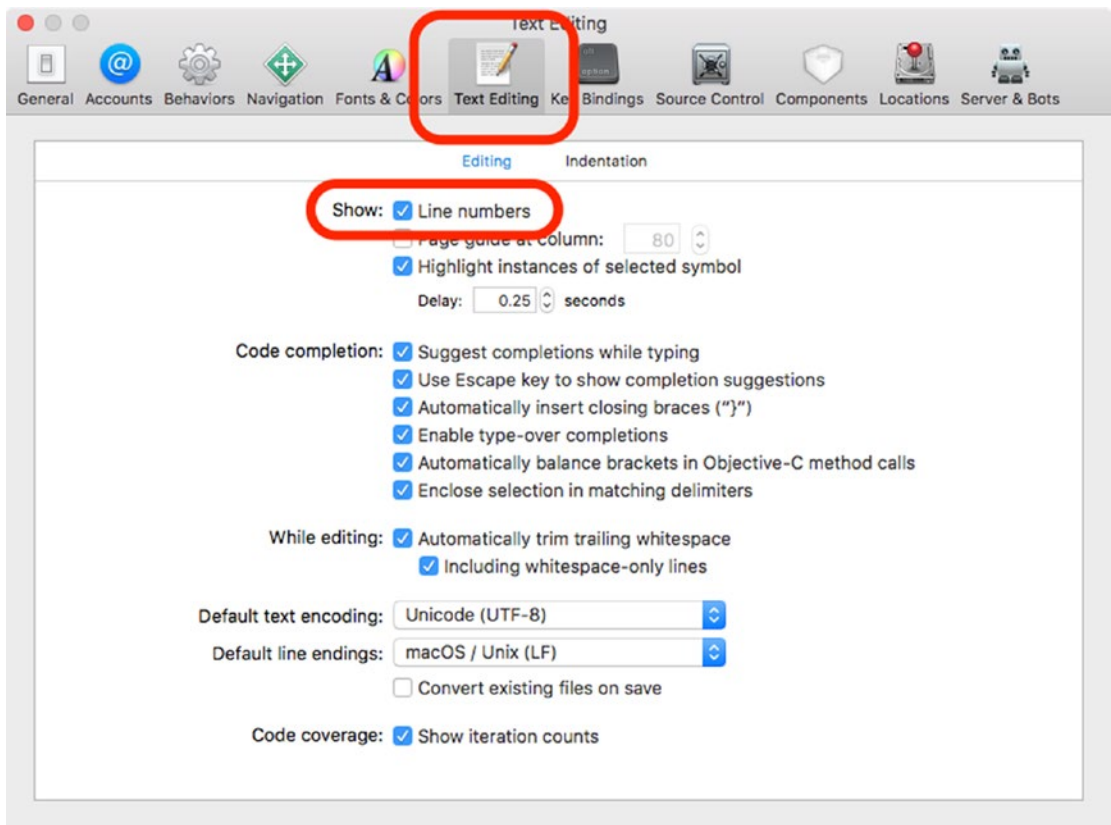 Text Editing
General Accounts Behaviors Navigation Fonts & Colors Text Editing Key Bindings Source Control Components Locations Server & Bots
Editing Indentation
Show: Line numbers
Page guide at column: 80
Highlight instances of selected symbol
Delay: 0.25 seconds
Code completion: Suggest completions while typing
Use Escape key to show completion suggestions
Automatically insert closing braces (“}”)
Enable type-over completions
Automatically balance brackets in Objective-C method calls
Enclose selection in matching delimiters
While editing: Automatically trim trailing whitespace
Including whitespace-only lines
Default text encoding: Unicode (UTF-8)
Default line endings: macOS / Unix (LF)
Convert existing files on save
Code coverage: Show iteration counts